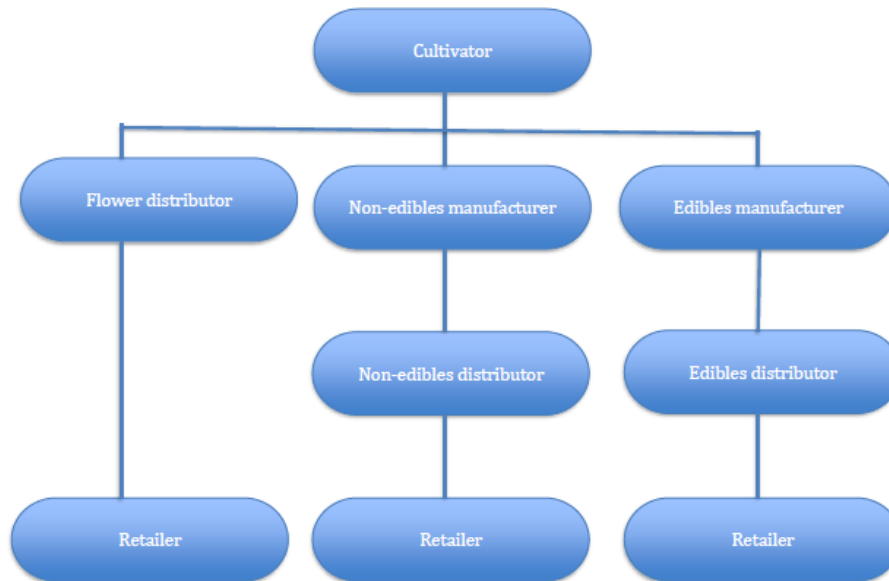 Cultivator
Flower distributor
Non-edibles manufacturer
Edibles manufacturer
Non-edibles distributor
Edibles distributor
Retailer
Retailer
Retailer